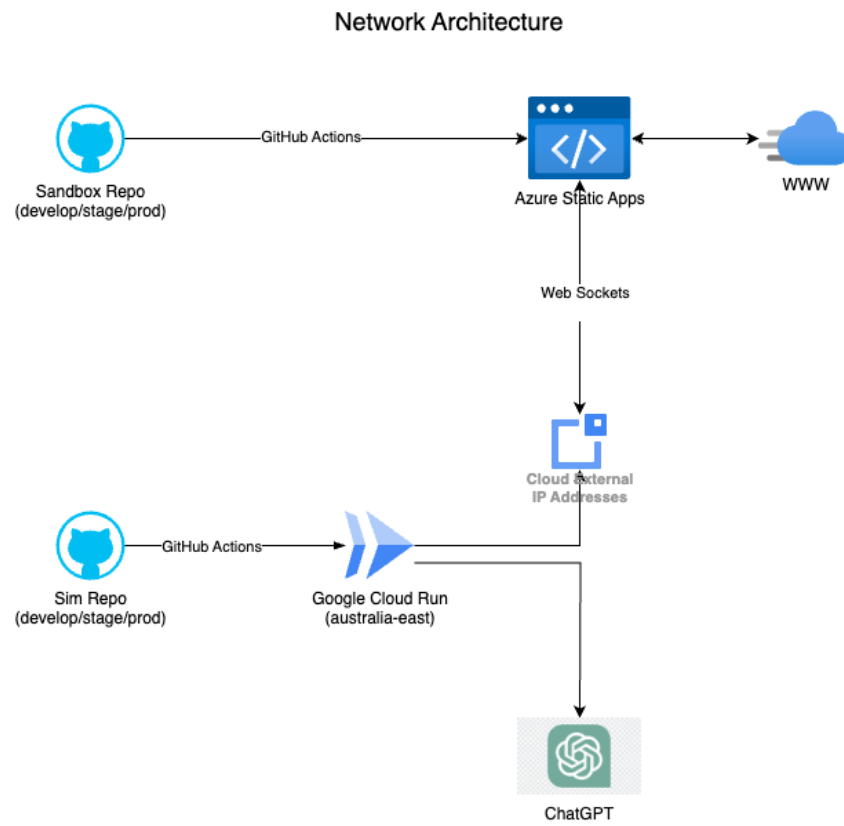 Network Architecture
GitHub Actions
Sandbox Repo
(develop/stage/prod)
Azure Static Apps
WWW
Web Sockets
Cloud External
IP Addresses
GitHub Actions
Sim Repo
(develop/stage/prod)
Google Cloud Run
(australia-east)
ChatGPT